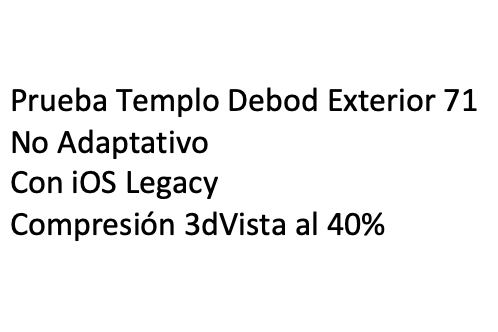 Prueba Templo Debod Exterior 71
No Adaptativo
Con iOS Legacy
Compresión 3dVista al 40%